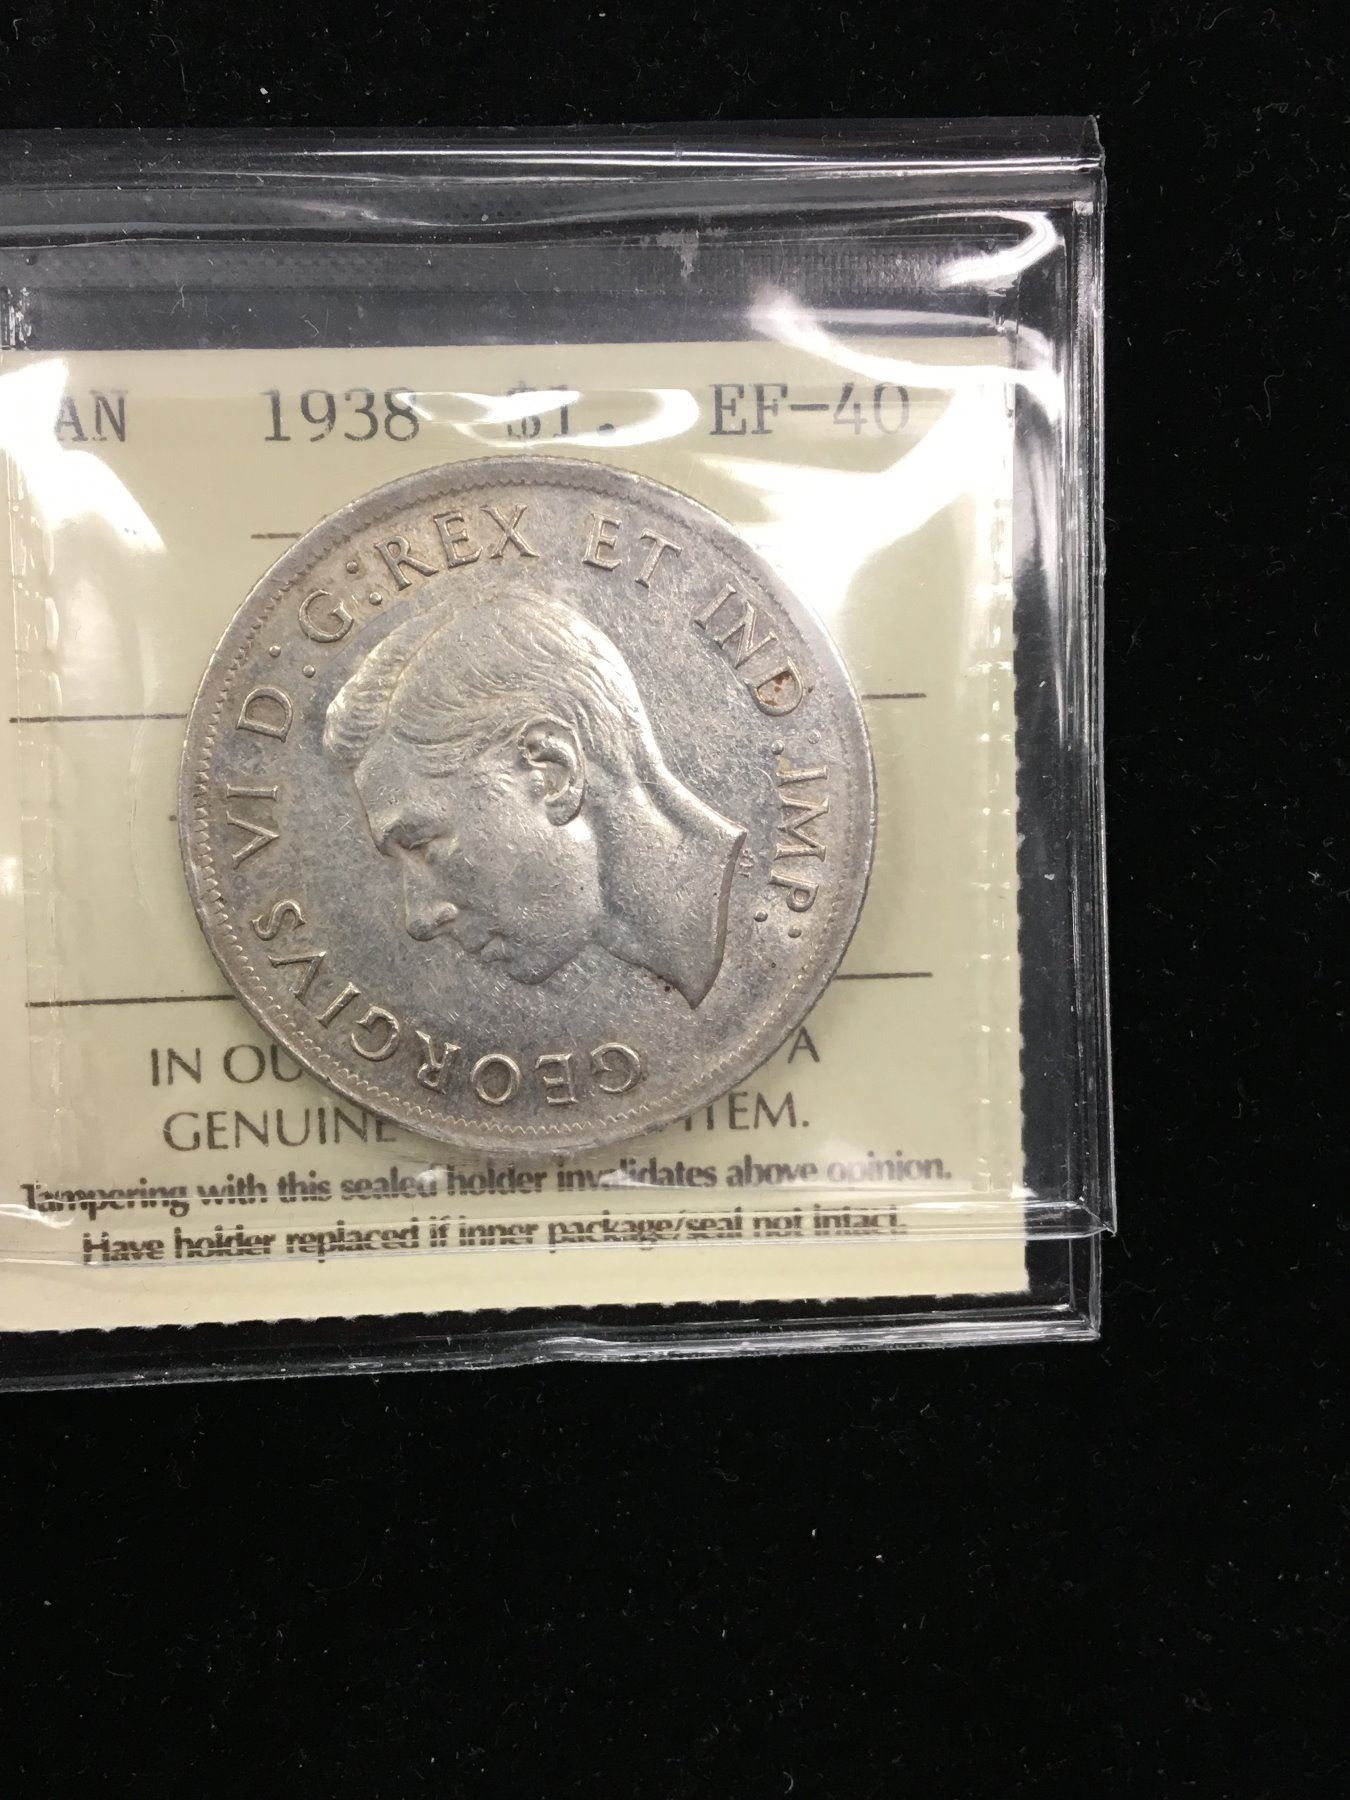 AN 1938 $1. EF-40
GEORGIVS VI D:G:REX ET IND:IMP:
IN OU A
GENUINE ITEM.
Tampering with this sealed holder invalidates above opinion.
Have holder replaced if inner package/seal not intact.